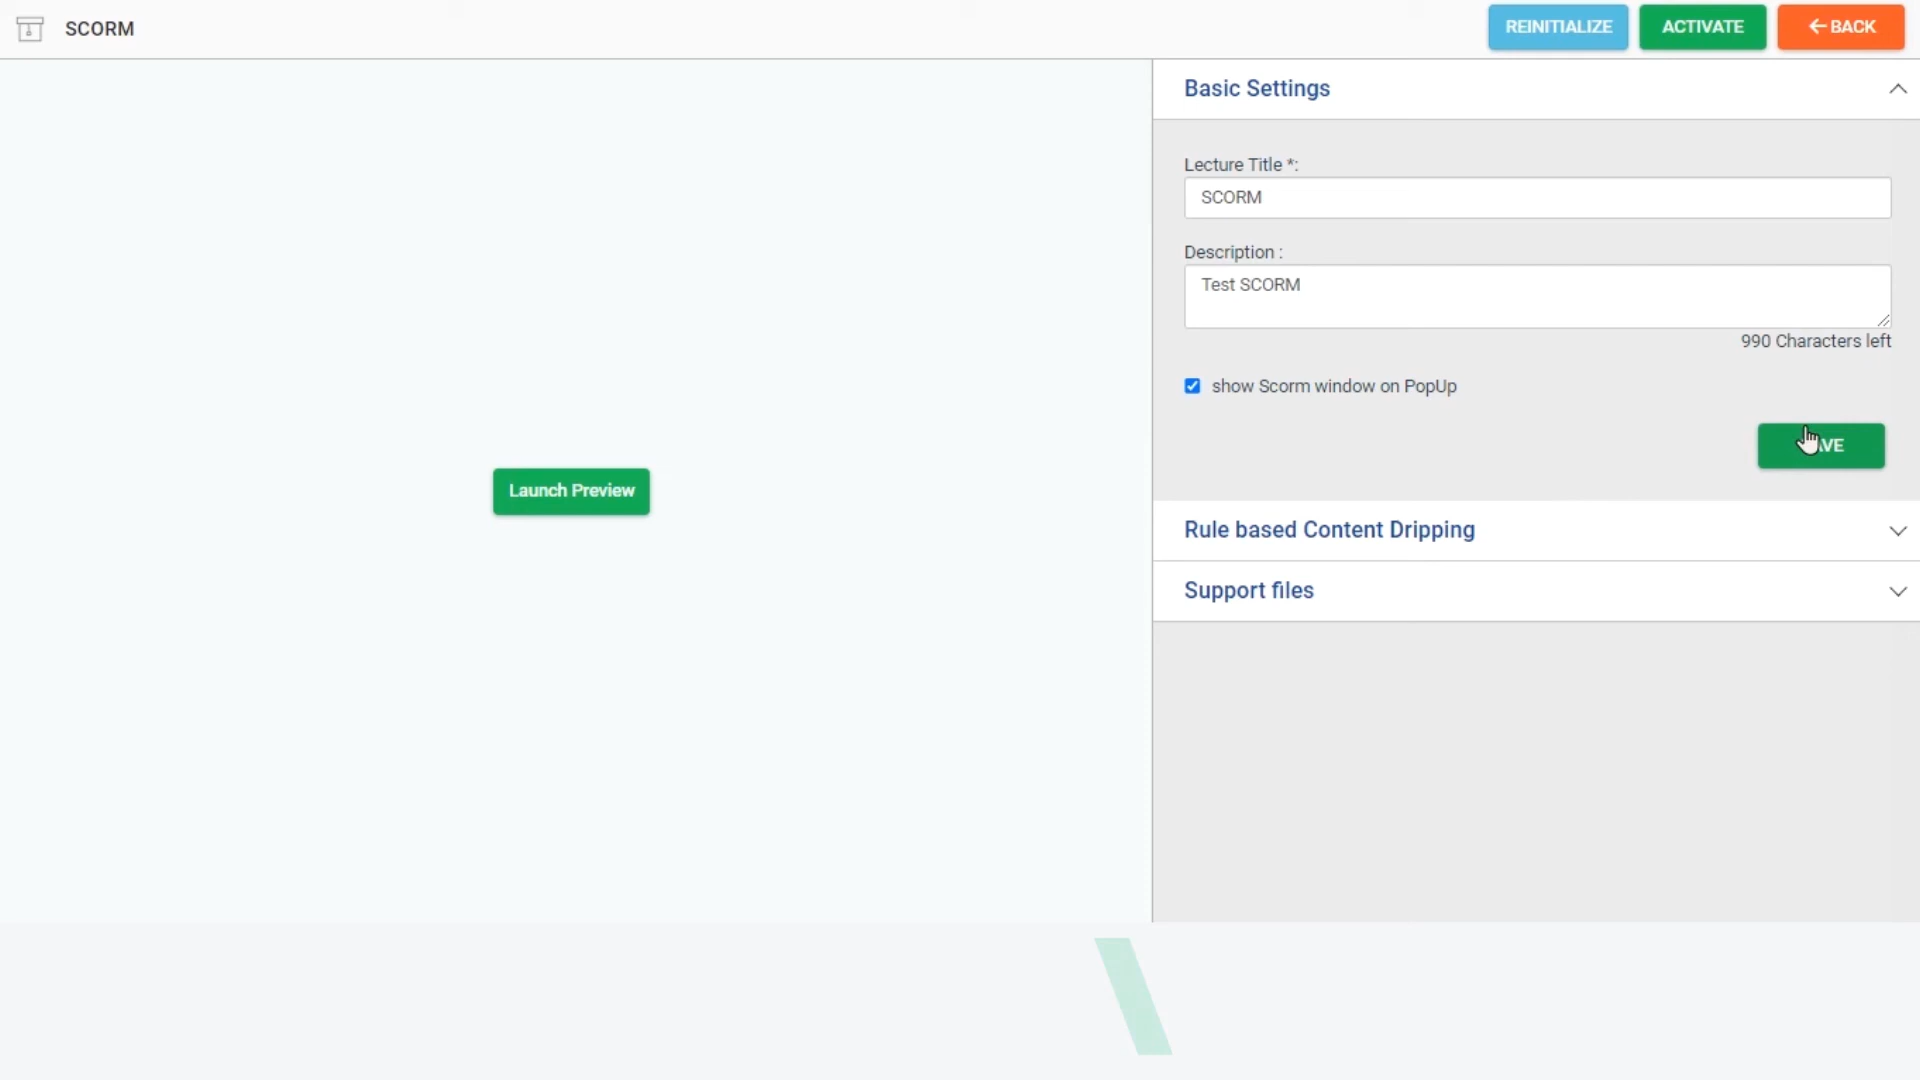 SCORM
REINITIALIZE
ACTIVATE
BACK
Basic Settings
Lecture Title *:
SCORM
Description :
Test SCORM
990 Characters left
show Scorm window on PopUp
Launch Preview
Rule based Content Dripping
Support files